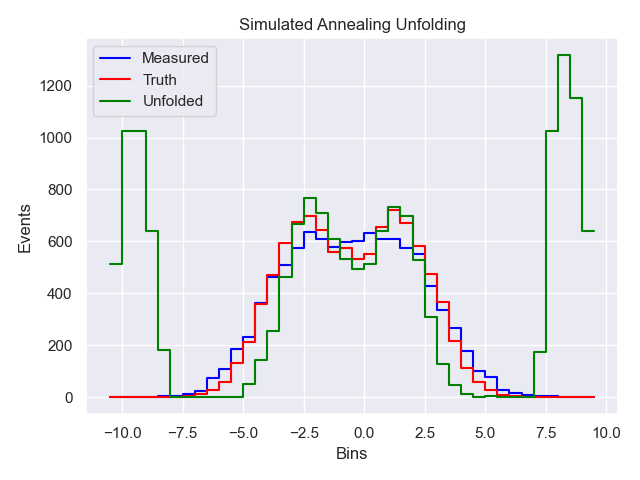 Simulated Annealing Unfolding
Measured
Truth
Unfolded
Events
1200
1000
800
600
400
200
0
−10.0 −7.5 −5.0 −2.5 0.0 2.5 5.0 7.5 10.0
Bins